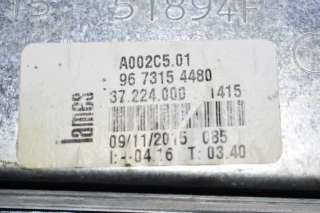 51894F
A002C5.01
96 7315 4480
37.224.000 1415
lames
09/11/2015 085
I:-.04.16 T: 03.40